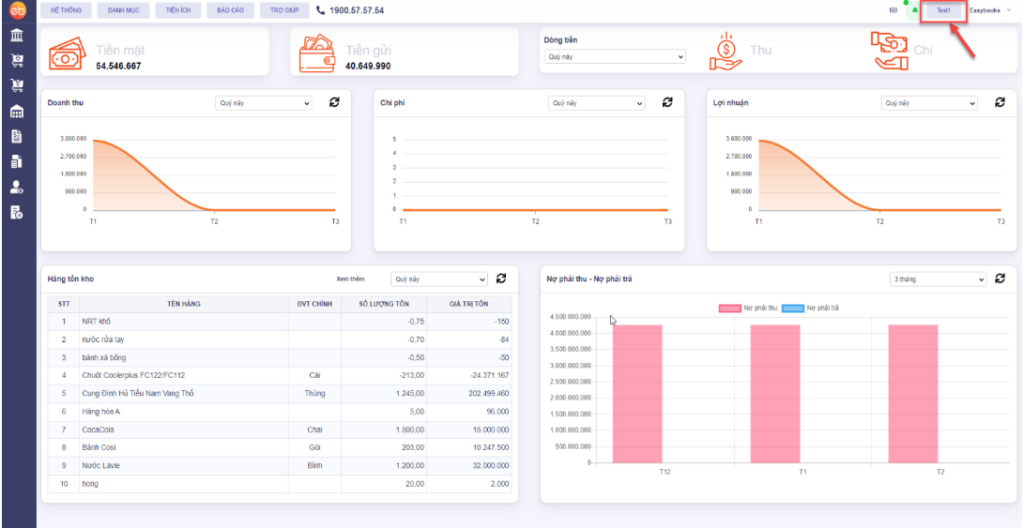 eb HỆ THỐNG DANH MỤC TIỆN ÍCH BÁO CÁO TRỢ GIÚP 1900.57.57.54 Test1 Easybooks
Tiền mặt
54.546.667
Tiền gửi
40.649.990
Dòng tiền
Quý này
Thu
Chi
Doanh thu Quý này
3.600.000
2.700.000
1.800.000
900.000
0
T1 T2 T3
Chi phí Quý này
5
4
3
2
1
0
T1 T2 T3
Lợi nhuận Quý này
3.600.000
2.700.000
1.800.000
900.000
0
T1 T2 T3
Hàng tồn kho Xem thêm Quý này
STT TÊN HÀNG ĐVT CHÍNH SỐ LƯỢNG TỒN GIÁ TRỊ TỒN
1 NRT khô -0,75 -150
2 nước rửa tay -0,70 -84
3 bánh xà bông -0,50 -50
4 Chuột Coolerplus FC122/FC112 Cái -213,00 -24.371.167
5 Cung Đình Hủ Tiếu Nam Vang Thố Thùng 1.245,00 202.499.460
6 Hàng hóa A 5,00 96.000
7 CocaCola Chai 1.500,00 15.000.000
8 Bánh Cosi Gói 203,00 10.247.500
9 Nước Lavie Bình 1.200,00 32.000.000
10 hong 20,00 2.000
Nợ phải thu - Nợ phải trả 3 tháng
Nợ phải thu Nợ phải trả
4.500.000.000
4.000.000.000
3.500.000.000
3.000.000.000
2.500.000.000
2.000.000.000
1.500.000.000
1.000.000.000
500.000.000
0
T12 T1 T2